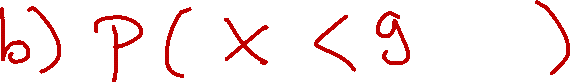 b) P( x < 9 )